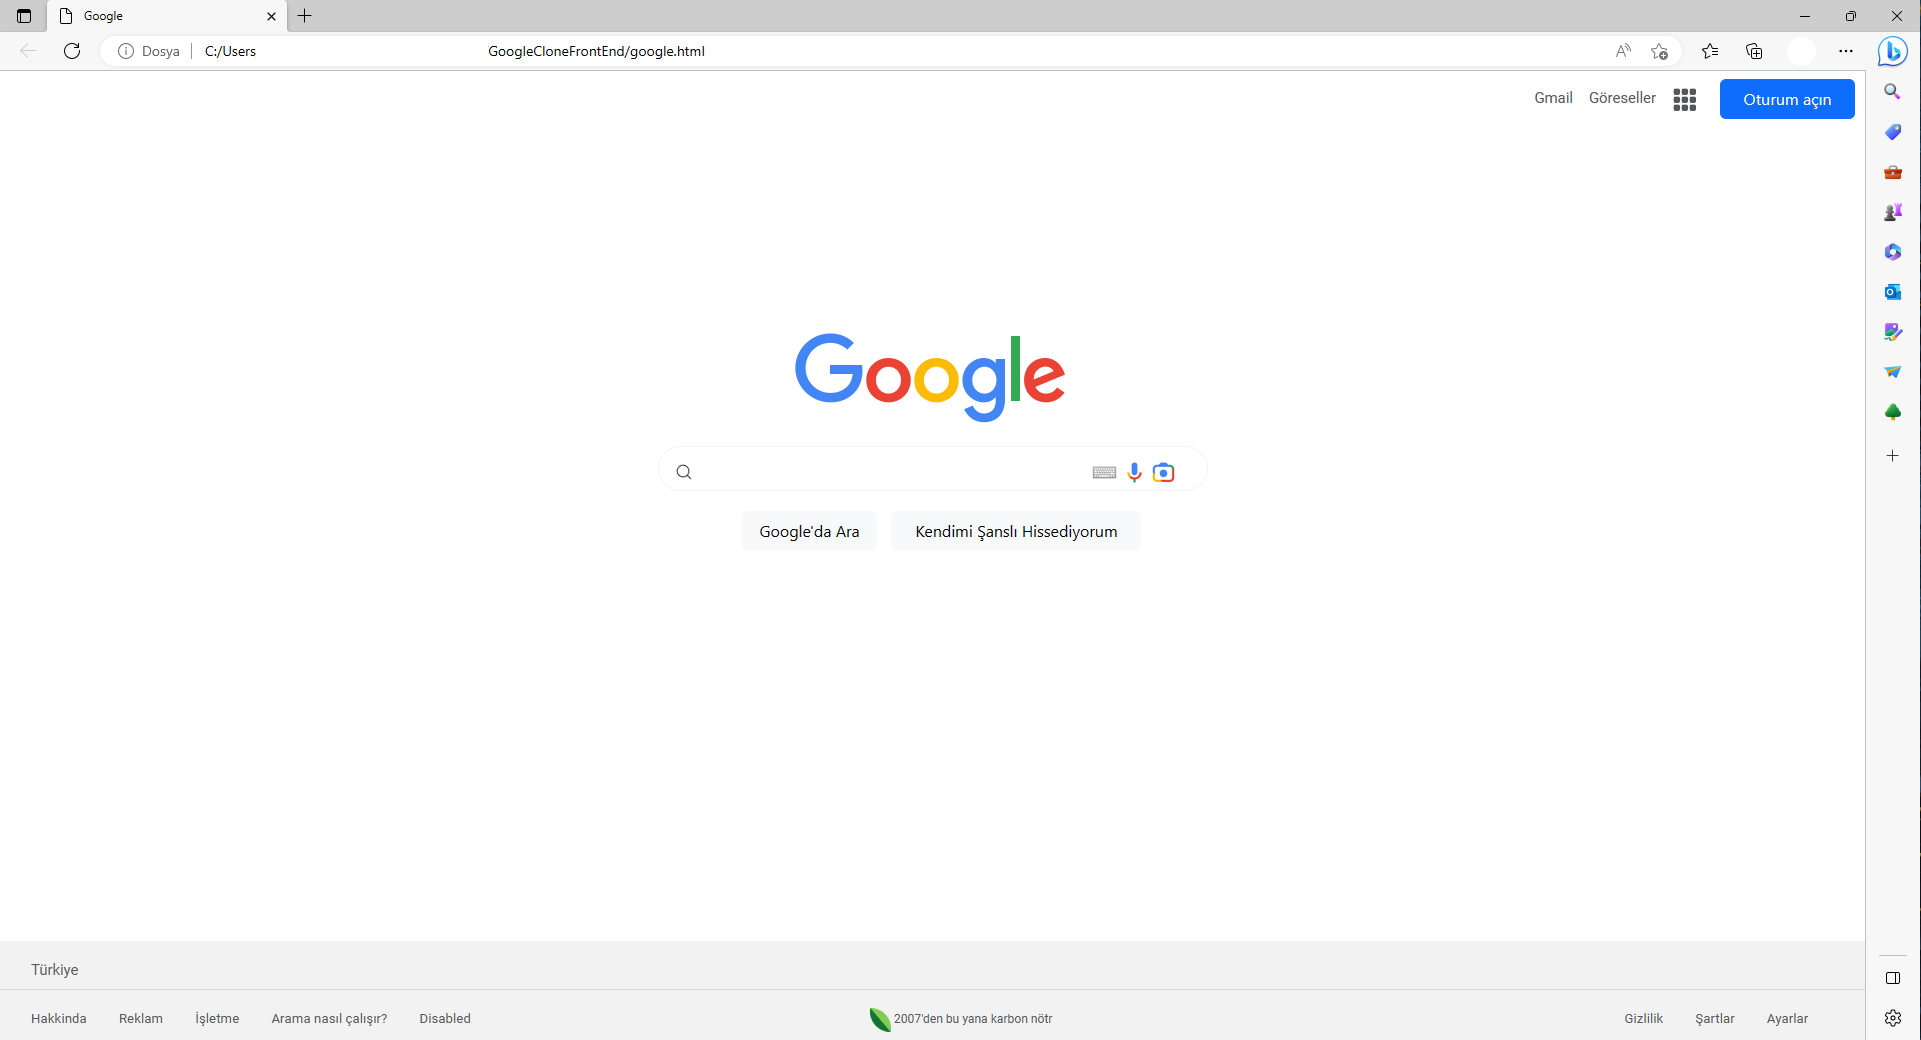 Google
Dosya C:/Users GoogleCloneFrontEnd/google.html
Gmail Göreseller Oturum açın
Google
Google'da Ara Kendimi Şanslı Hissediyorum
Türkiye
Hakkinda Reklam İşletme Arama nasıl çalışır? Disabled 2007'den bu yana karbon nötr Gizlilik Şartlar Ayarlar